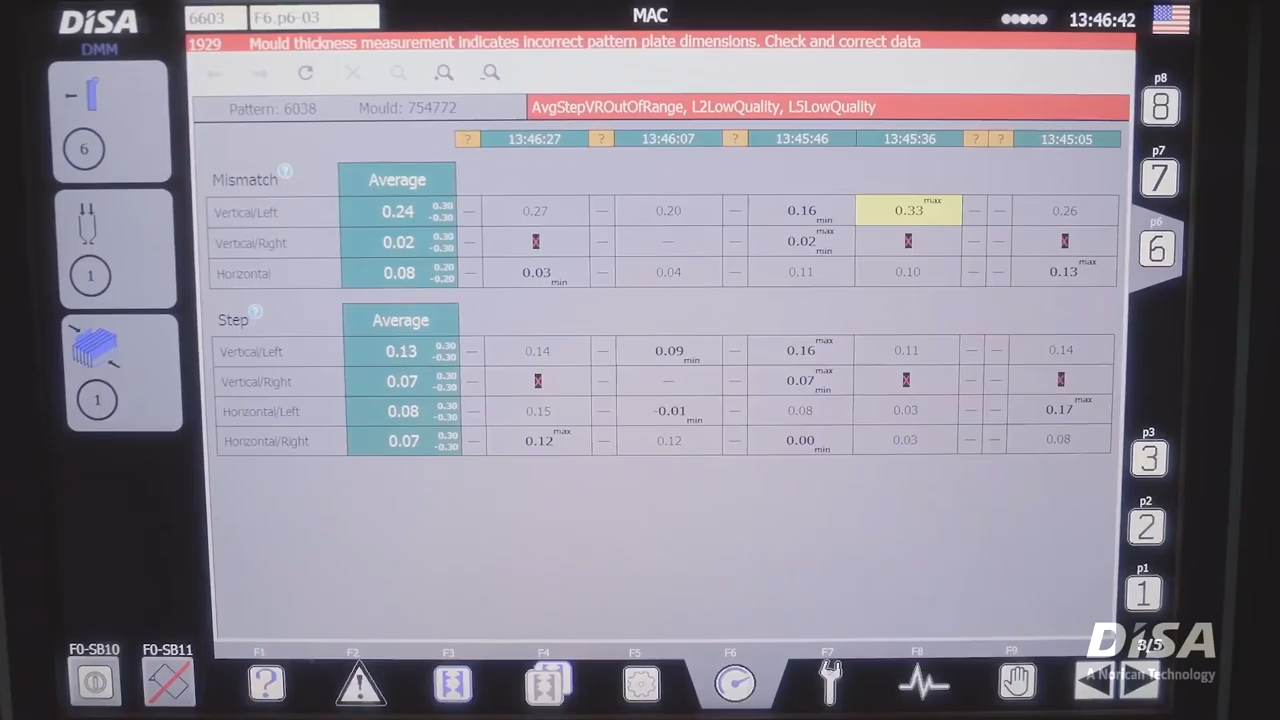 DISA
DMM
6603 F6.p6-03 MAC 13:46:42
1929 Mould thickness measurement indicates incorrect pattern plate dimensions. Check and correct data
Pattern: 6038 Mould: 754772 AvgStepVROutOfRange, L2LowQuality, L5LowQuality
? 13:46:27 ? 13:46:07 ? 13:45:46 13:45:36 ? ? 13:45:05
Mismatch ? Average
Vertical/Left 0.24 0.30 -0.30 — 0.27 — 0.20 — 0.16 min 0.33 max — — 0.26
Vertical/Right 0.02 0.30 -0.30 — X — — — 0.02 max min X — — X
Horizontal 0.08 0.20 -0.20 — 0.03 min — 0.04 — 0.11 0.10 — — 0.13 max
Step ? Average
Vertical/Left 0.13 0.30 -0.30 — 0.14 — 0.09 min — 0.16 max 0.11 — — 0.14
Vertical/Right 0.07 0.30 -0.30 — X — — — 0.07 max min X — — X
Horizontal/Left 0.08 0.30 -0.30 — 0.15 — -0.01 min — 0.08 0.03 — — 0.17 max
Horizontal/Right 0.07 0.30 -0.30 — 0.12 max — 0.12 — 0.00 min 0.03 — — 0.08
6
1
1
p8
8
p7
7
p6
6
p3
3
p2
2
p1
1
F0-SB10 F0-SB11 F1 F2 F3 F4 F5 F6 F7 F8 F9 3/5
?
DISA
A Norican Technology